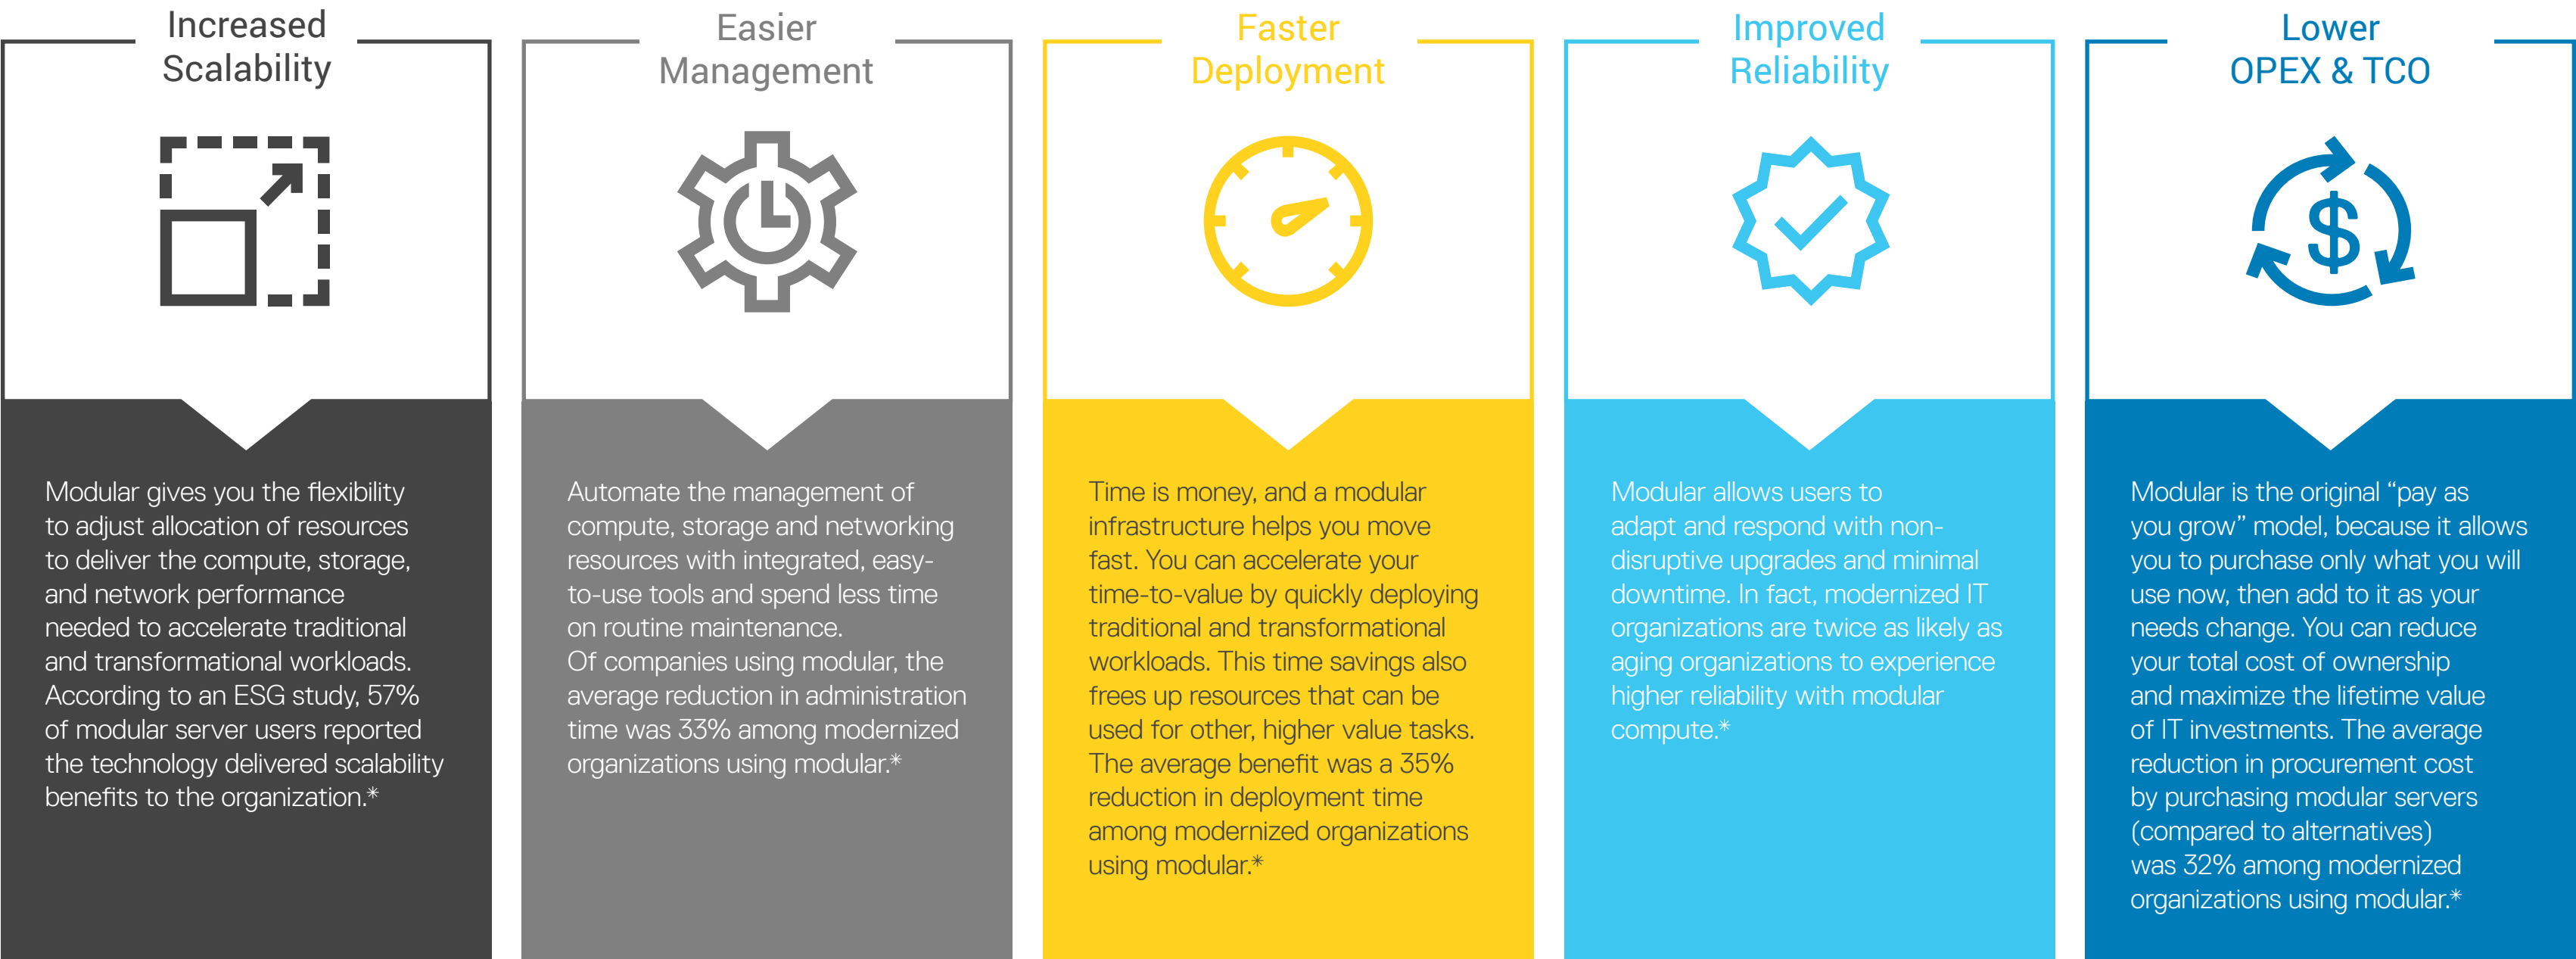 Increased
Scalability
Modular gives you the flexibility
to adjust allocation of resources
to deliver the compute, storage,
and network performance
needed to accelerate traditional
and transformational workloads.
According to an ESG study, 57%
of modular server users reported
the technology delivered scalability
benefits to the organization.*
Easier
Management
Automate the management of
compute, storage and networking
resources with integrated, easy-
to-use tools and spend less time
on routine maintenance.
Of companies using modular, the
average reduction in administration
time was 33% among modernized
organizations using modular.*
Faster
Deployment
Time is money, and a modular
infrastructure helps you move
fast. You can accelerate your
time-to-value by quickly deploying
traditional and transformational
workloads. This time savings also
frees up resources that can be
used for other, higher value tasks.
The average benefit was a 35%
reduction in deployment time
among modernized organizations
using modular.*
Improved
Reliability
Modular allows users to
adapt and respond with non-
disruptive upgrades and minimal
downtime. In fact, modernized IT
organizations are twice as likely as
aging organizations to experience
higher reliability with modular
compute.*
Lower
OPEX & TCO
$
Modular is the original “pay as
you grow” model, because it allows
you to purchase only what you will
use now, then add to it as your
needs change. You can reduce
your total cost of ownership
and maximize the lifetime value
of IT investments. The average
reduction in procurement cost
by purchasing modular servers
(compared to alternatives)
was 32% among modernized
organizations using modular.*